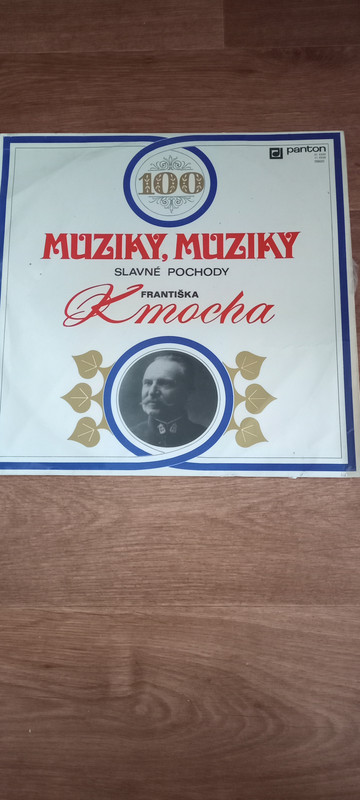 panton
100
MUZIKY, MUZIKY
SLAVNÉ POCHODY
FRANTIŠKA
Kmocha